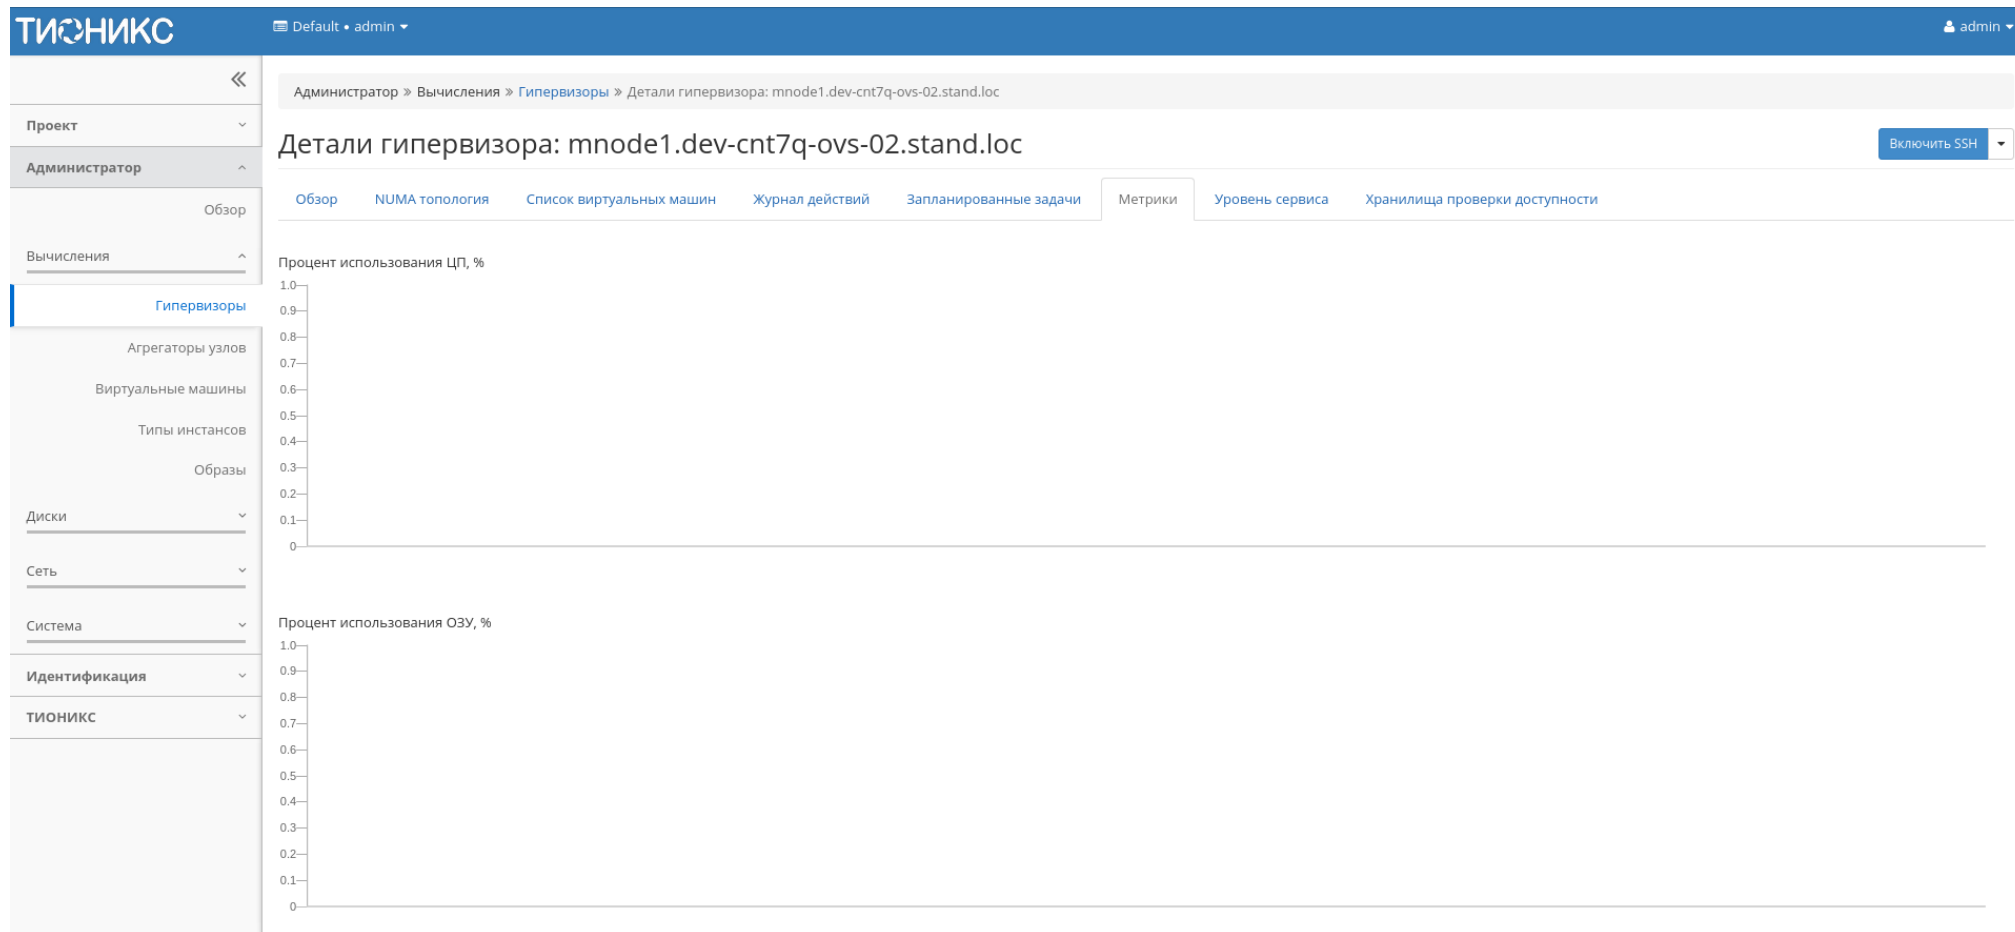 ТИОНИКС
Default • admin
admin
Администратор » Вычисления » Гипервизоры » Детали гипервизора: mnode1.dev-cnt7q-ovs-02.stand.loc
Проект
Администратор
Обзор
Вычисления
Гипервизоры
Агрегаторы узлов
Виртуальные машины
Типы инстансов
Образы
Диски
Сеть
Система
Идентификация
ТИОНИКС
Детали гипервизора: mnode1.dev-cnt7q-ovs-02.stand.loc
Включить SSH
Обзор NUMA топология Список виртуальных машин Журнал действий Запланированные задачи Метрики Уровень сервиса Хранилища проверки доступности
Процент использования ЦП, %
1.0
0.9
0.8
0.7
0.6
0.5
0.4
0.3
0.2
0.1
0
Процент использования ОЗУ, %
1.0
0.9
0.8
0.7
0.6
0.5
0.4
0.3
0.2
0.1
0